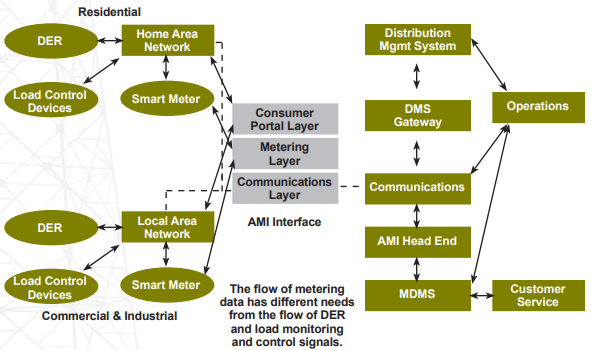 Residential
DER
Home Area
Network
Load Control
Devices
Smart Meter
Consumer
Portal Layer
Metering
Layer
Communications
Layer
AMI Interface
DER
Local Area
Network
Load Control
Devices
Smart Meter
Commercial & Industrial
The flow of metering
data has different needs
from the flow of DER
and load monitoring
and control signals.
Distribution
Mgmt System
DMS
Gateway
Operations
Communications
AMI Head End
MDMS
Customer
Service